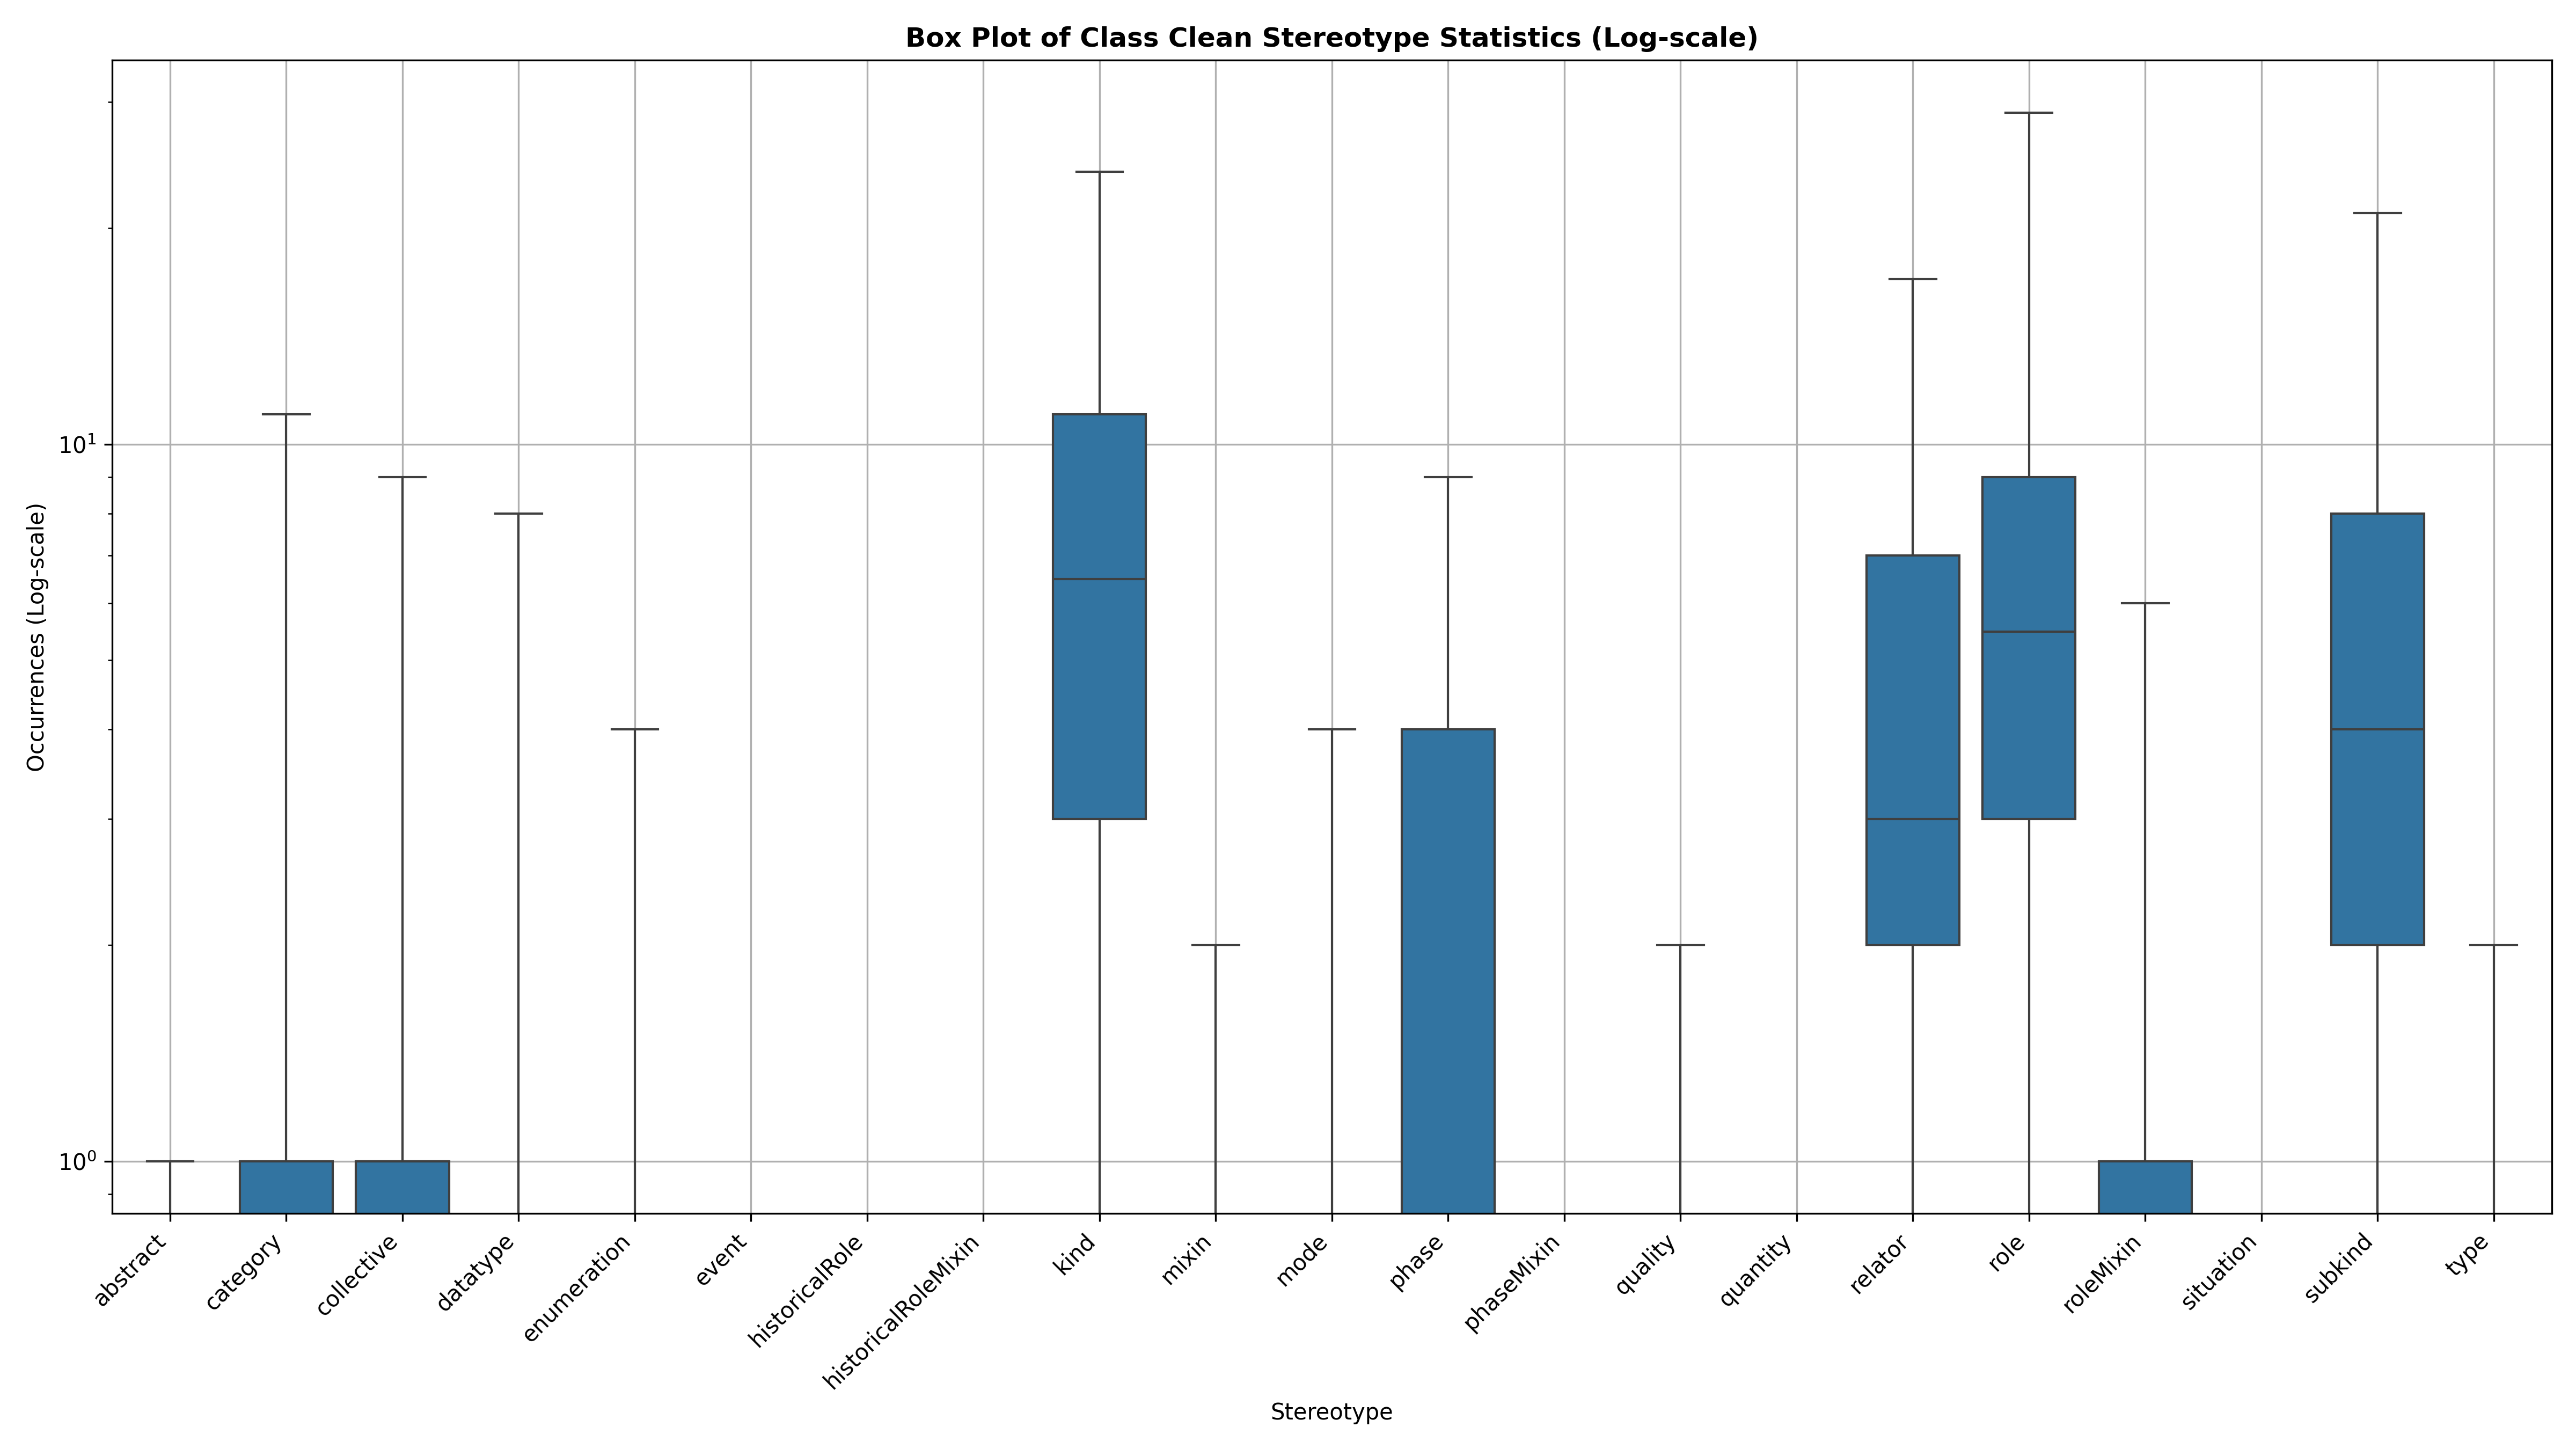 Box Plot of Class Clean Stereotype Statistics (Log-scale)
Occurrences (Log-scale)
10¹
10⁰
abstract
category
collective
datatype
enumeration
event
historicalRole
historicalRoleMixin
kind
mixin
mode
phase
phaseMixin
quality
quantity
relator
role
roleMixin
situation
subkind
type
Stereotype